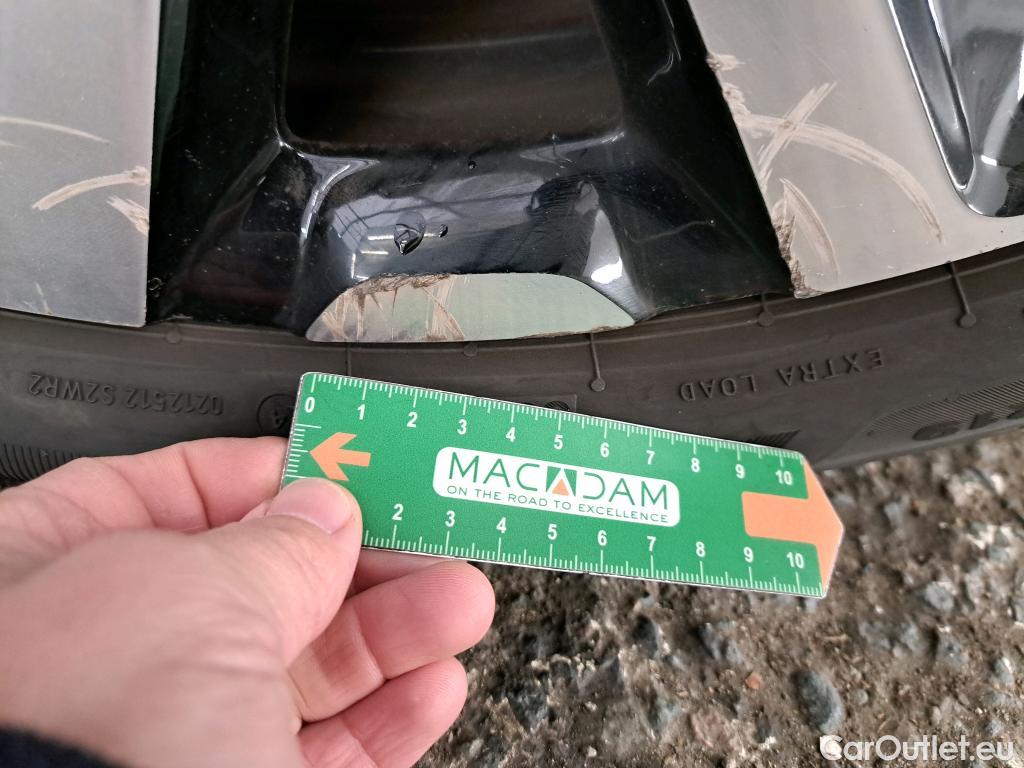 EXTRA LOAD
0212512 S2WR2
0 1 2 3 4 5 6 7 8 9 10
MACADAM
ON THE ROAD TO EXCELLENCE
2 3 4 5 6 7 8 9 10
CarOutlet.eu